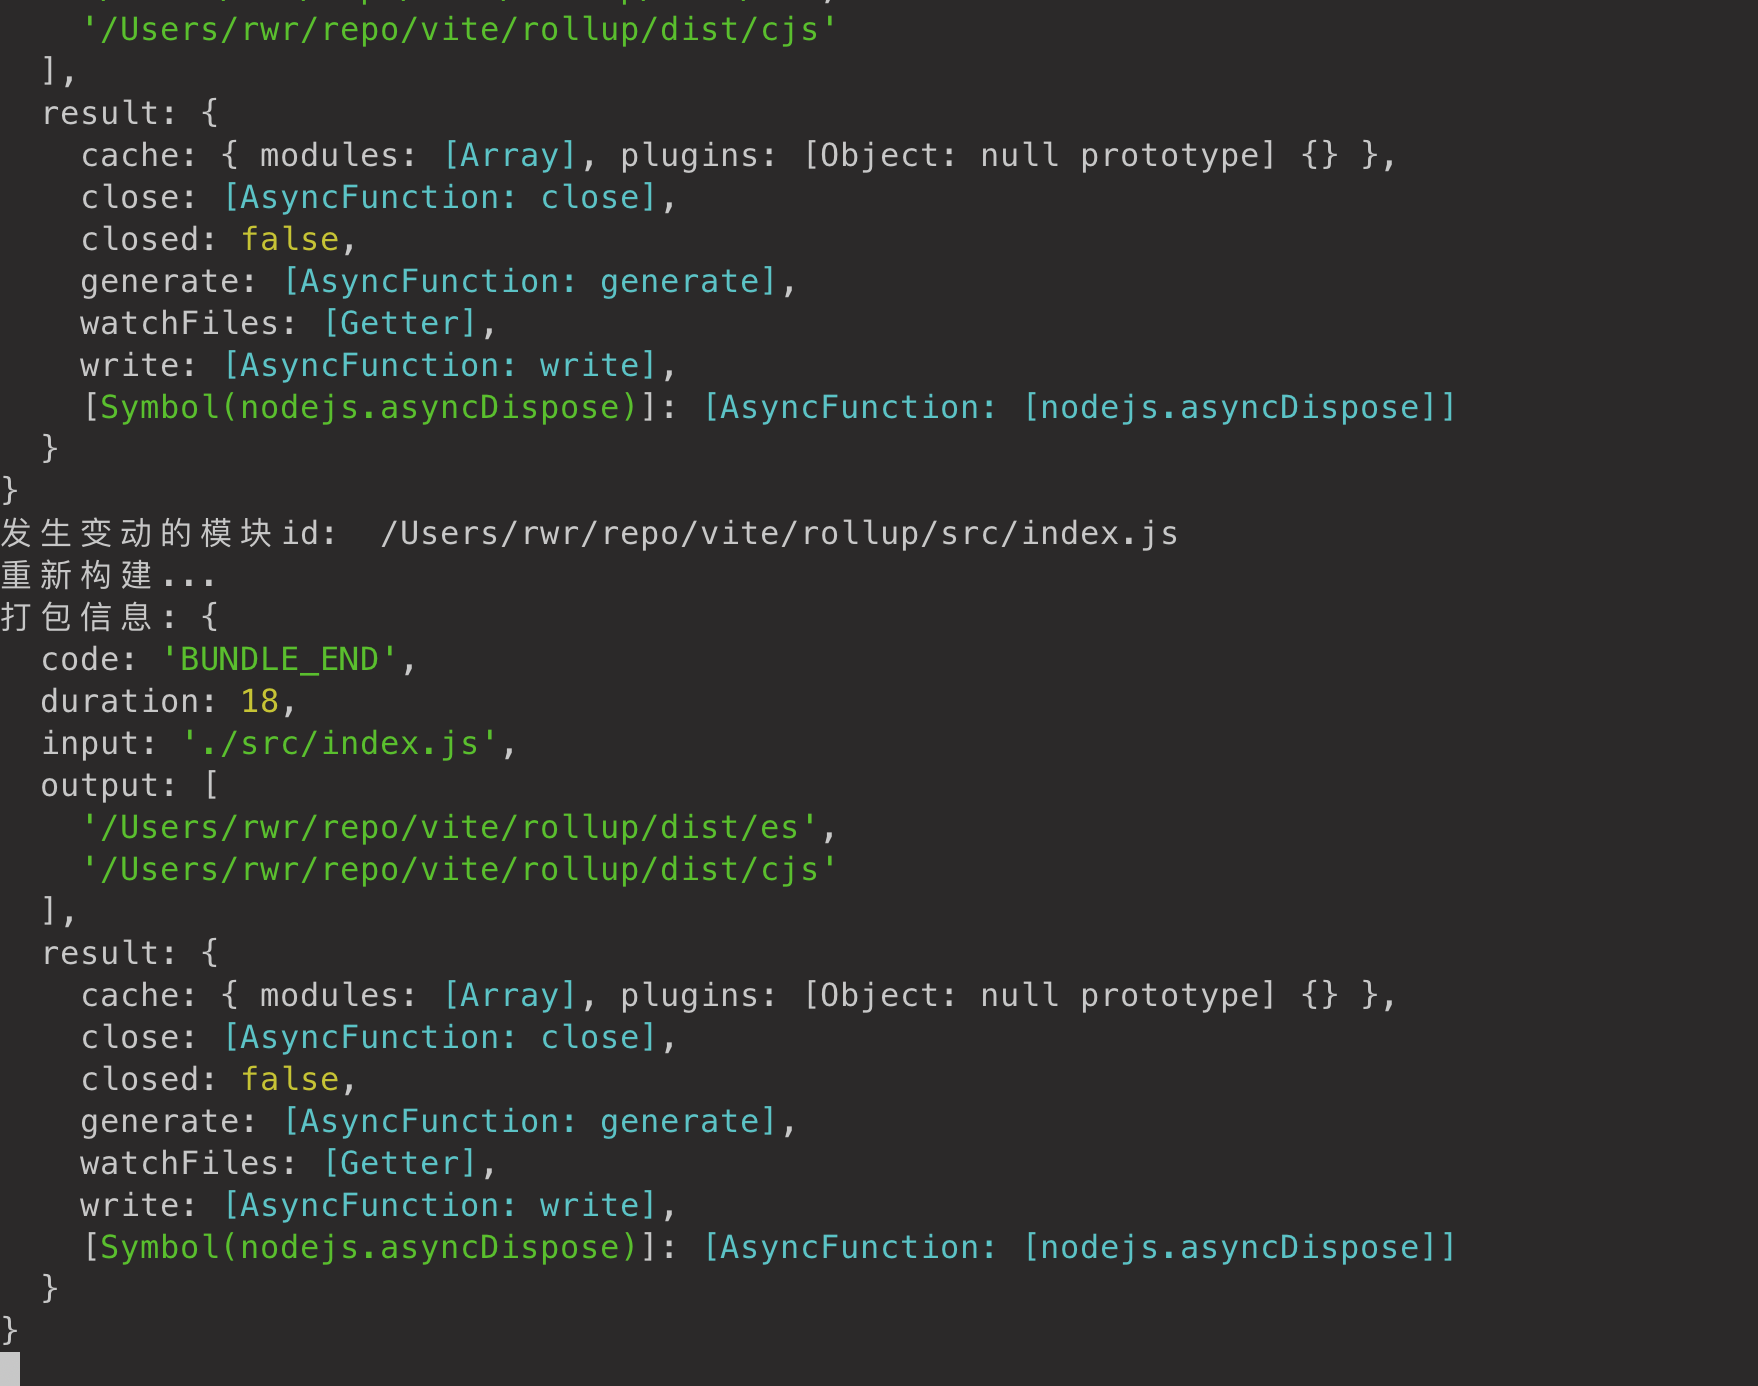 '/Users/rwr/repo/vite/rollup/dist/cjs'
  ],
  result: {
    cache: { modules: [Array], plugins: [Object: null prototype] {} },
    close: [AsyncFunction: close],
    closed: false,
    generate: [AsyncFunction: generate],
    watchFiles: [Getter],
    write: [AsyncFunction: write],
    [Symbol(nodejs.asyncDispose)]: [AsyncFunction: [nodejs.asyncDispose]]
  }
}
发生变动的模块id:  /Users/rwr/repo/vite/rollup/src/index.js
重新构建...
打包信息: {
  code: 'BUNDLE_END',
  duration: 18,
  input: './src/index.js',
  output: [
    '/Users/rwr/repo/vite/rollup/dist/es',
    '/Users/rwr/repo/vite/rollup/dist/cjs'
  ],
  result: {
    cache: { modules: [Array], plugins: [Object: null prototype] {} },
    close: [AsyncFunction: close],
    closed: false,
    generate: [AsyncFunction: generate],
    watchFiles: [Getter],
    write: [AsyncFunction: write],
    [Symbol(nodejs.asyncDispose)]: [AsyncFunction: [nodejs.asyncDispose]]
  }
}